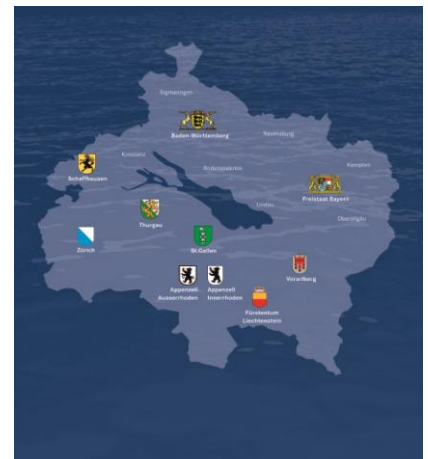 Sigmaringen
Baden-Württemberg
Ravensburg
Konstanz
Bodenseekreis
Kempten
Schaffhausen
Freistaat Bayern
Lindau
Oberallgäu
Thurgau
Zürich
St.Gallen
Vorarlberg
Appenzell
Ausserrhoden
Appenzell
Innerrhoden
Fürstentum
Liechtenstein